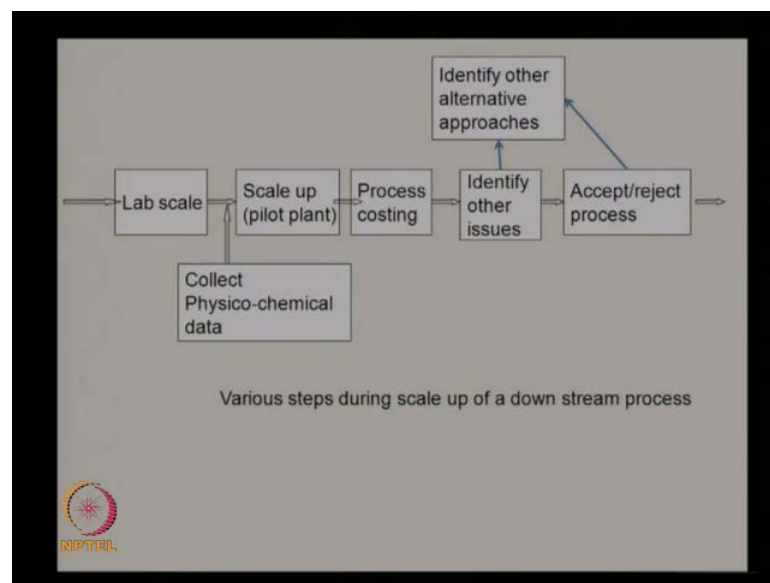 Identify other
alternative
approaches
Lab scale
Scale up
(pilot plant)
Process
costing
Identify
other
issues
Accept/reject
process
Collect
Physico-chemical
data
Various steps during scale up of a down stream process
NPTEL